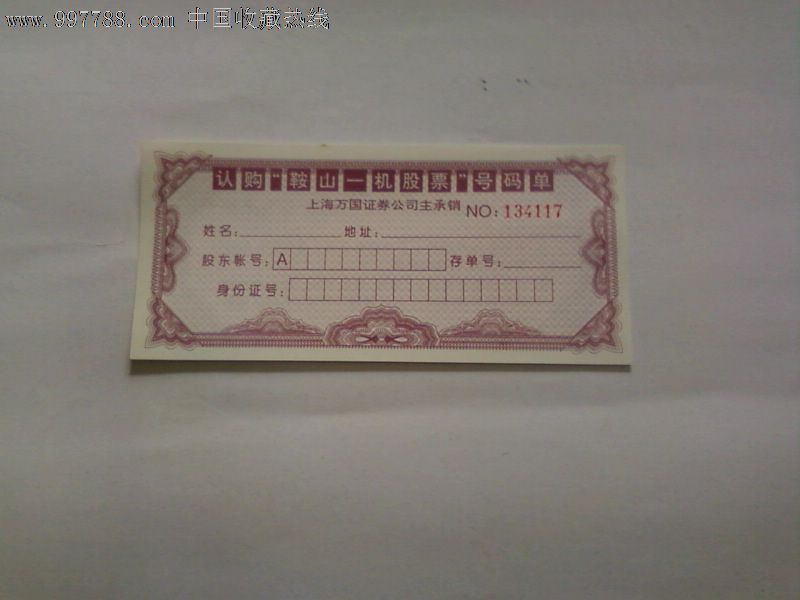 www.997788.com 中国收藏热线
认购"鞍山一机股票"号码单
上海万国证券公司主承销 NO:134117
姓名: 地址:
股东帐号: A 存单号:
身份证号: